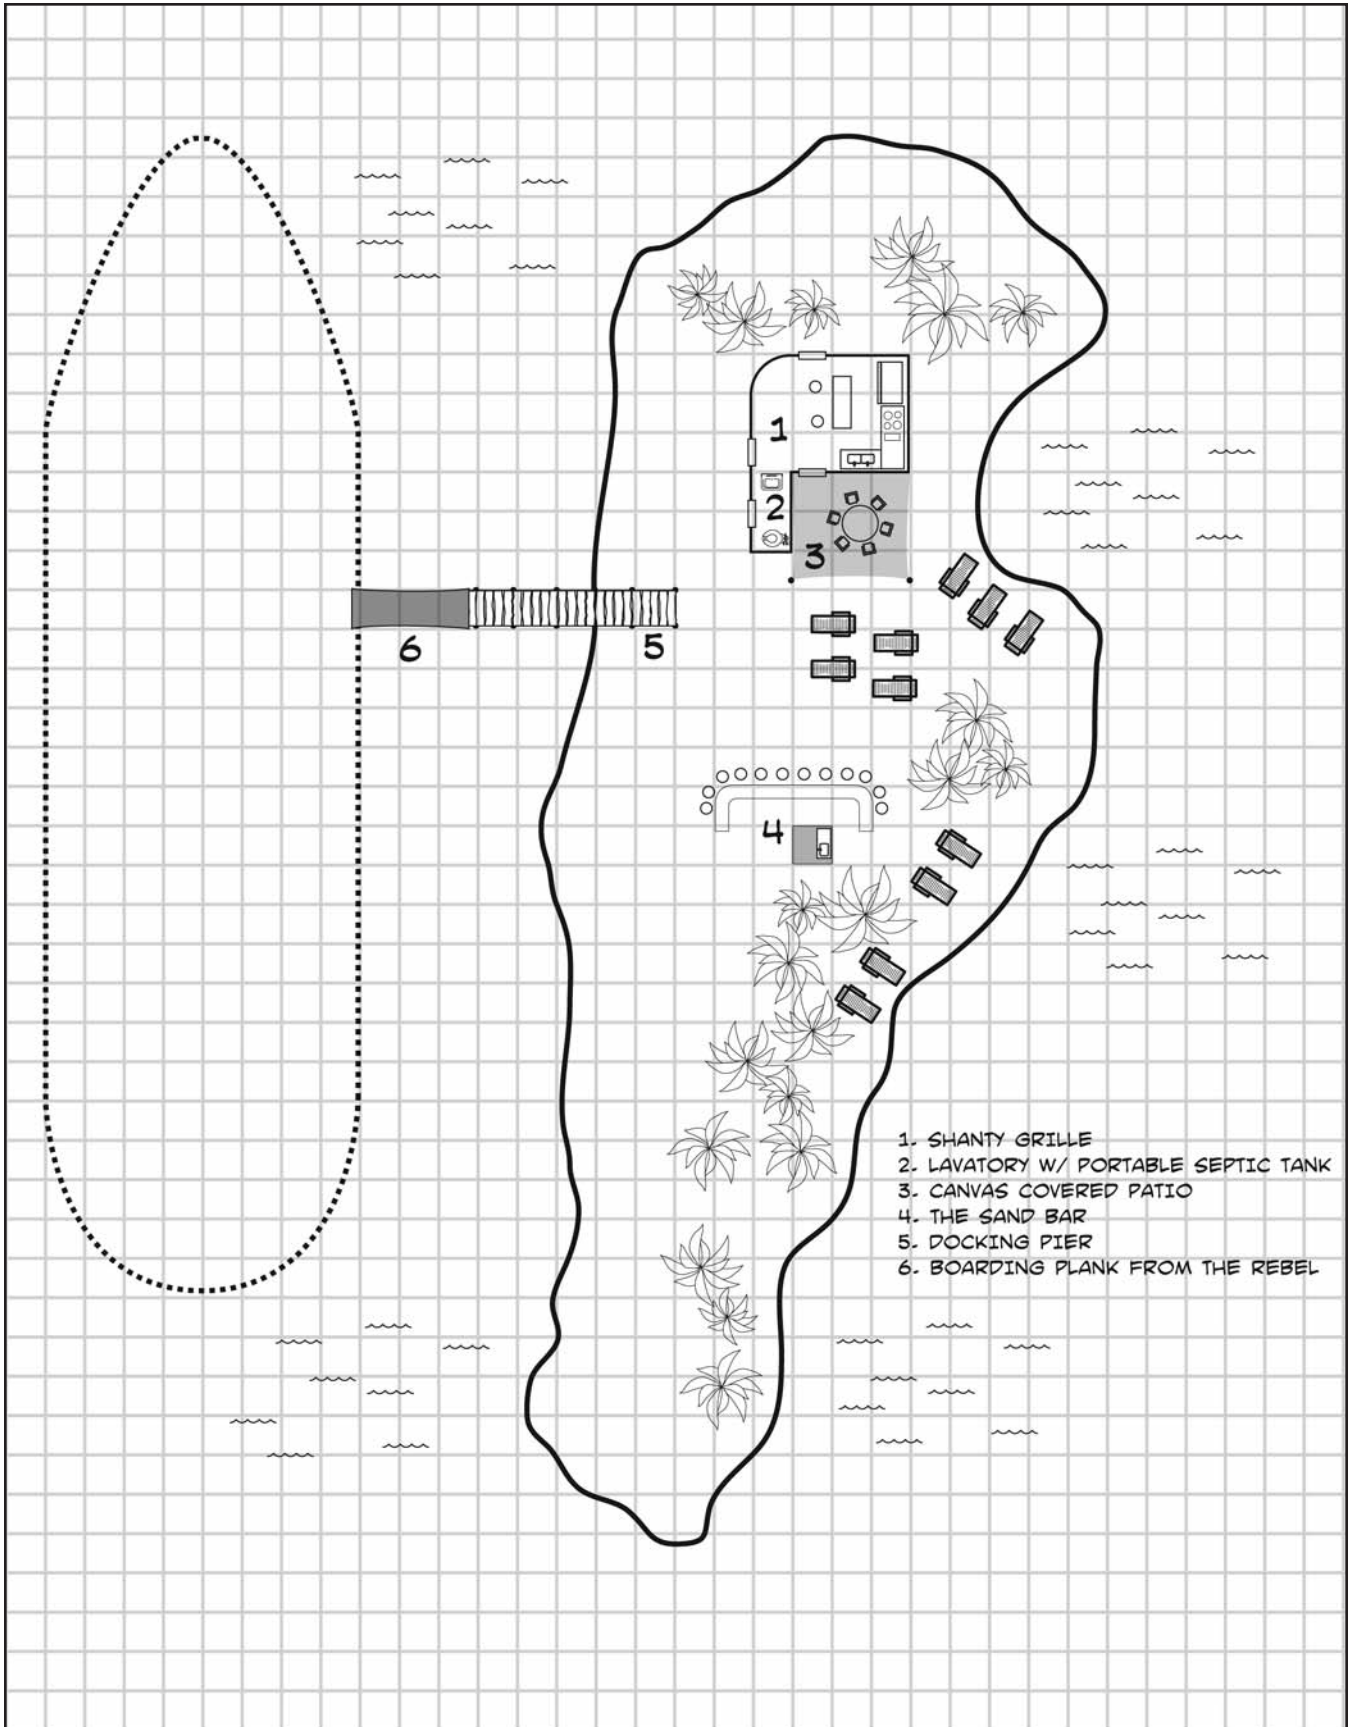 1
2
3
6
5
4
1. SHANTY GRILLE
2. LAVATORY W/ PORTABLE SEPTIC TANK
3. CANVAS COVERED PATIO
4. THE SAND BAR
5. DOCKING PIER
6. BOARDING PLANK FROM THE REBEL